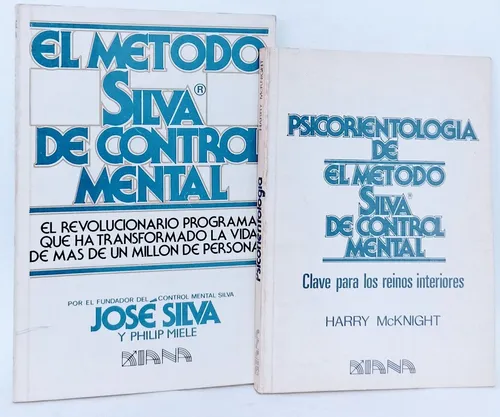 EL METODO
SILVA®
DE CONTROL
MENTAL
EL REVOLUCIONARIO PROGRAMA
QUE HA TRANSFORMADO LA VIDA
DE MAS DE UN MILLON DE PERSONA
POR EL FUNDADOR DEL CONTROL MENTAL SILVA
JOSÉ SILVA
Y PHILIP MIELE
DIANA
Psicorientologia
PSICORIENTOLOGIA
DE
EL METODO
SILVA®
DE CONTROL
MENTAL
Clave para los reinos interiores
HARRY McKNIGHT
DIANA